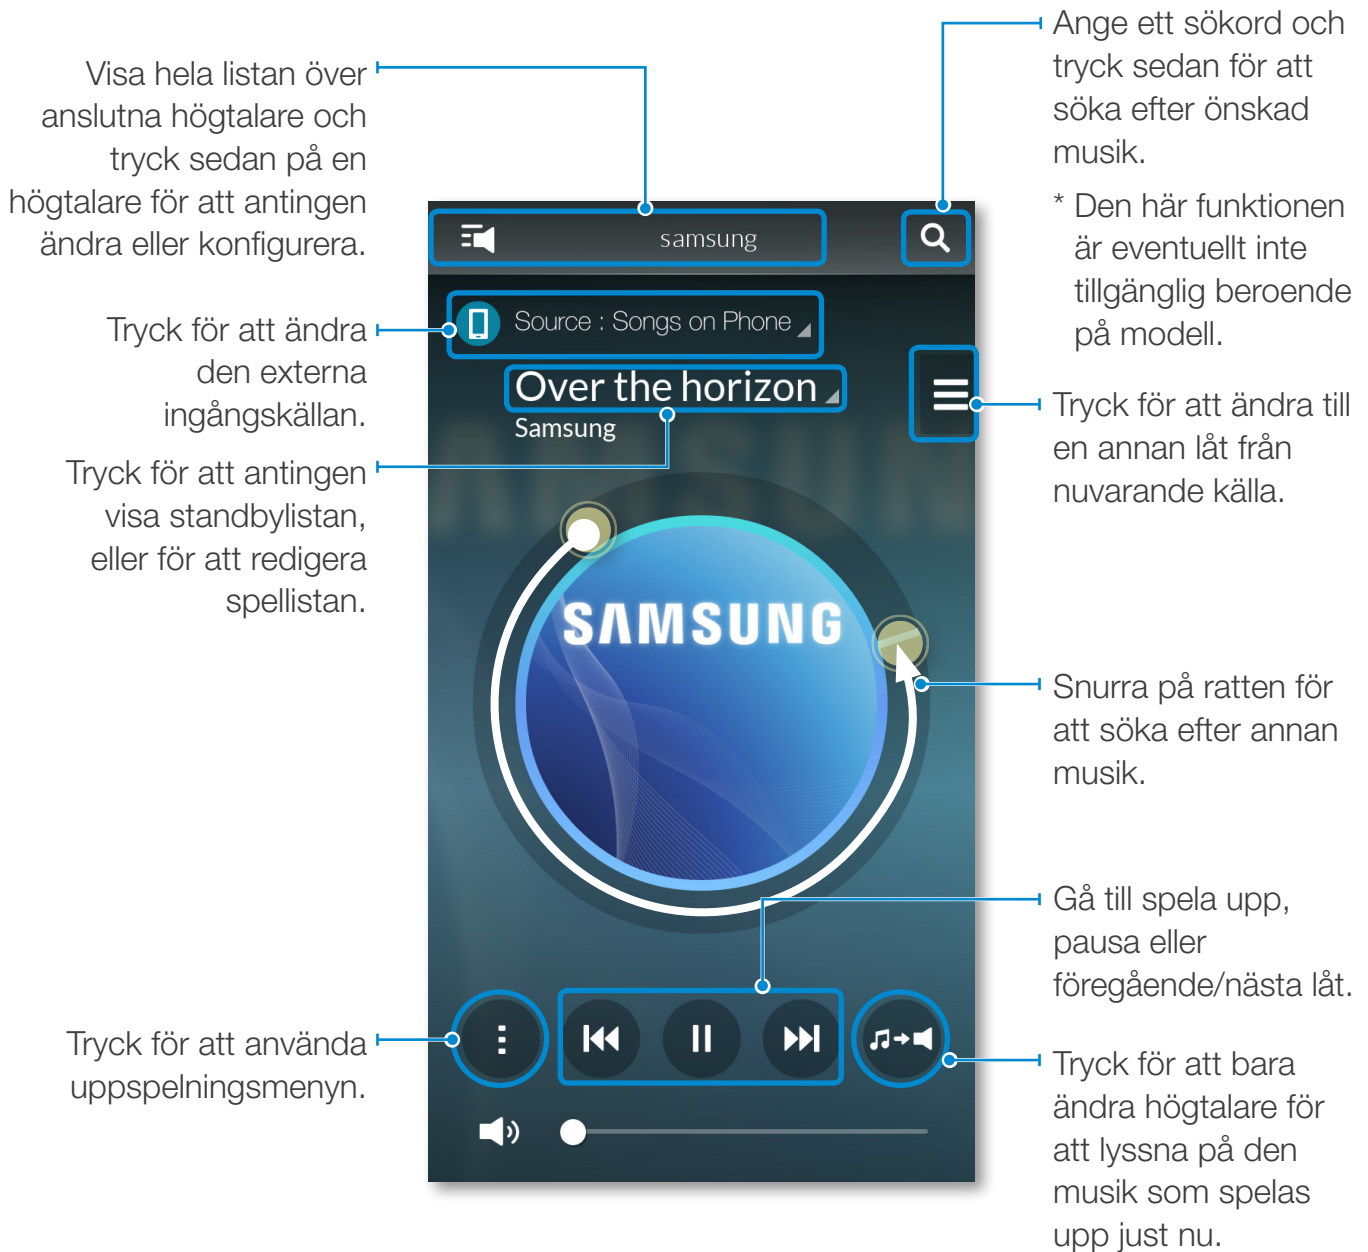 Visa hela listan över
anslutna högtalare och
tryck sedan på en
högtalare för att antingen
ändra eller konfigurera.
Tryck för att ändra
den externa
ingångskällan.
Tryck för att antingen
visa standbylistan,
eller för att redigera
spellistan.
Tryck för att använda
uppspelningsmenyn.
samsung
Source : Songs on Phone
Over the horizon
Samsung
SAMSUNG
Ange ett sökord och
tryck sedan för att
söka efter önskad
musik.
* Den här funktionen
är eventuellt inte
tillgänglig beroende
på modell.
Tryck för att ändra till
en annan låt från
nuvarande källa.
Snurra på ratten för
att söka efter annan
musik.
Gå till spela upp,
pausa eller
föregående/nästa låt.
Tryck för att bara
ändra högtalare för
att lyssna på den
musik som spelas
upp just nu.